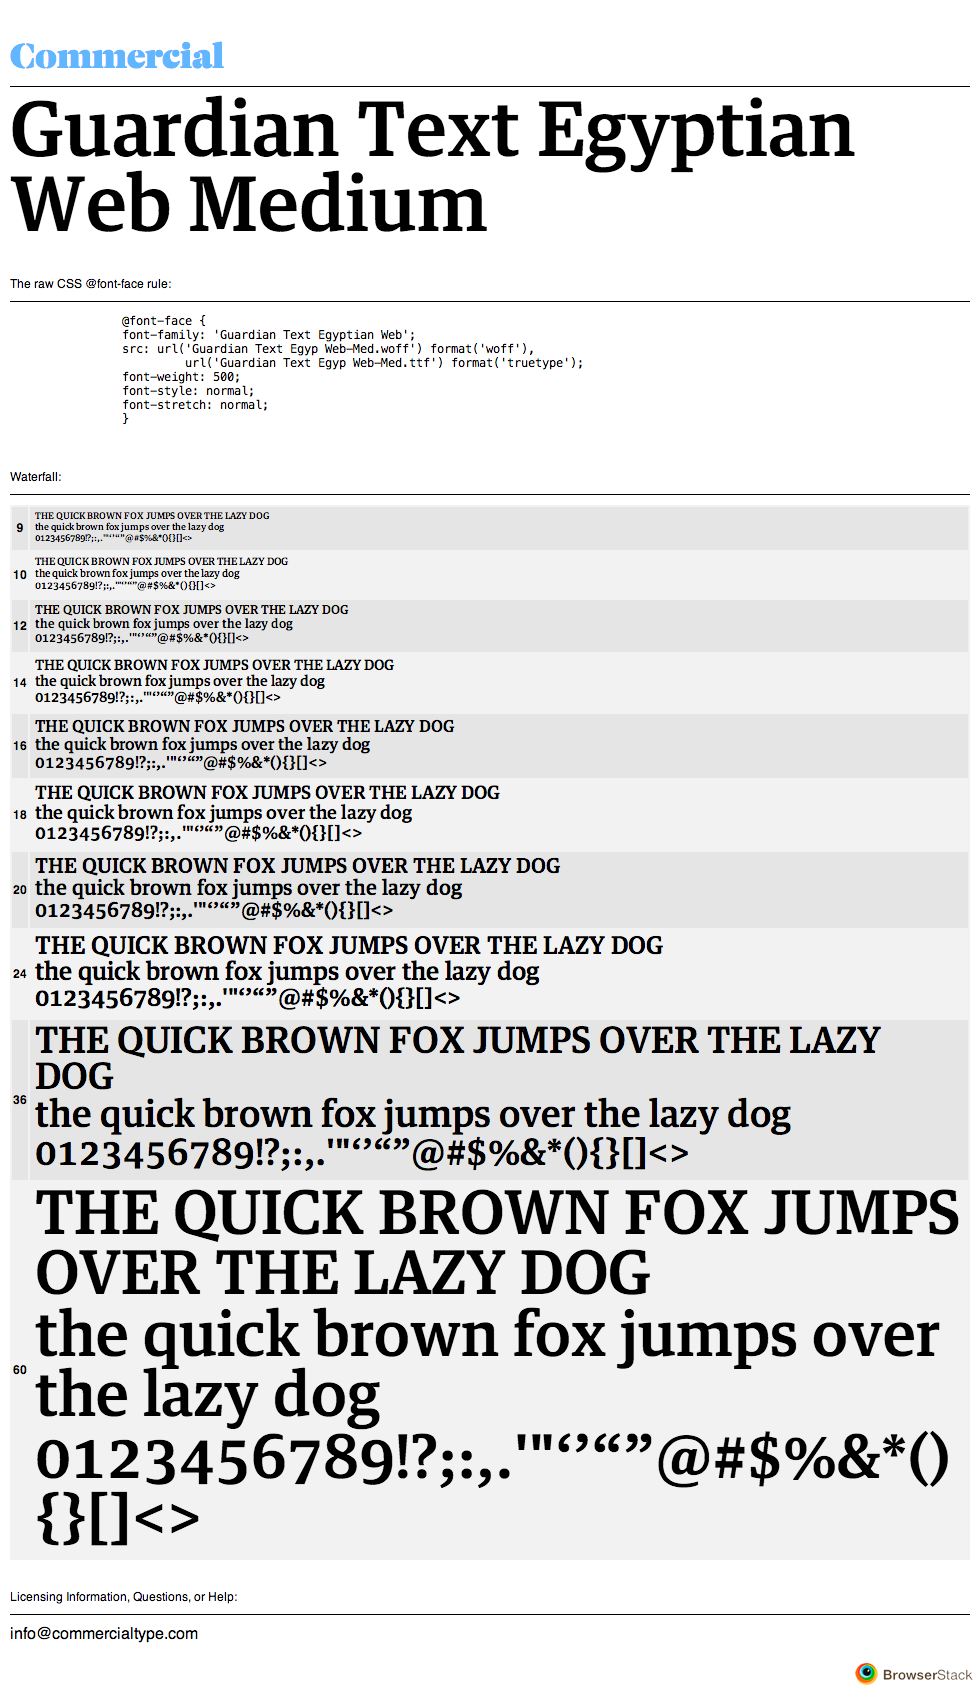 Commercial
Guardian Text Egyptian
Web Medium
The raw CSS @font-face rule:
@font-face {
font-family: 'Guardian Text Egyptian Web';
src: url('Guardian Text Egyp Web-Med.woff') format('woff'),
url('Guardian Text Egyp Web-Med.ttf') format('truetype');
font-weight: 500;
font-style: normal;
font-stretch: normal;
}
Waterfall:
THE QUICK BROWN FOX JUMPS OVER THE LAZY DOG
9 the quick brown fox jumps over the lazy dog
0123456789!?;:,.'"‘’“”@#$%&*(){}[]<>
THE QUICK BROWN FOX JUMPS OVER THE LAZY DOG
10 the quick brown fox jumps over the lazy dog
0123456789!?;:,.'"‘’“”@#$%&*(){}[]<>
THE QUICK BROWN FOX JUMPS OVER THE LAZY DOG
12 the quick brown fox jumps over the lazy dog
0123456789!?;:,.'"‘’“”@#$%&*(){}[]<>
THE QUICK BROWN FOX JUMPS OVER THE LAZY DOG
14 the quick brown fox jumps over the lazy dog
0123456789!?;:,.'"‘’“”@#$%&*(){}[]<>
THE QUICK BROWN FOX JUMPS OVER THE LAZY DOG
16 the quick brown fox jumps over the lazy dog
0123456789!?;:,.'"‘’“”@#$%&*(){}[]<>
THE QUICK BROWN FOX JUMPS OVER THE LAZY DOG
18 the quick brown fox jumps over the lazy dog
0123456789!?;:,.'"‘’“”@#$%&*(){}[]<>
THE QUICK BROWN FOX JUMPS OVER THE LAZY DOG
20 the quick brown fox jumps over the lazy dog
0123456789!?;:,.'"‘’“”@#$%&*(){}[]<>
THE QUICK BROWN FOX JUMPS OVER THE LAZY DOG
24 the quick brown fox jumps over the lazy dog
0123456789!?;:,.'"‘’“”@#$%&*(){}[]<>
THE QUICK BROWN FOX JUMPS OVER THE LAZY
DOG
36 the quick brown fox jumps over the lazy dog
0123456789!?;:,.'"‘’“”@#$%&*(){}[]<>
THE QUICK BROWN FOX JUMPS
OVER THE LAZY DOG
the quick brown fox jumps over
60 the lazy dog
0123456789!?;:,.'"‘’“”@#$%&*()
{}[]<>
Licensing Information, Questions, or Help:
info@commercialtype.com
BrowserStack